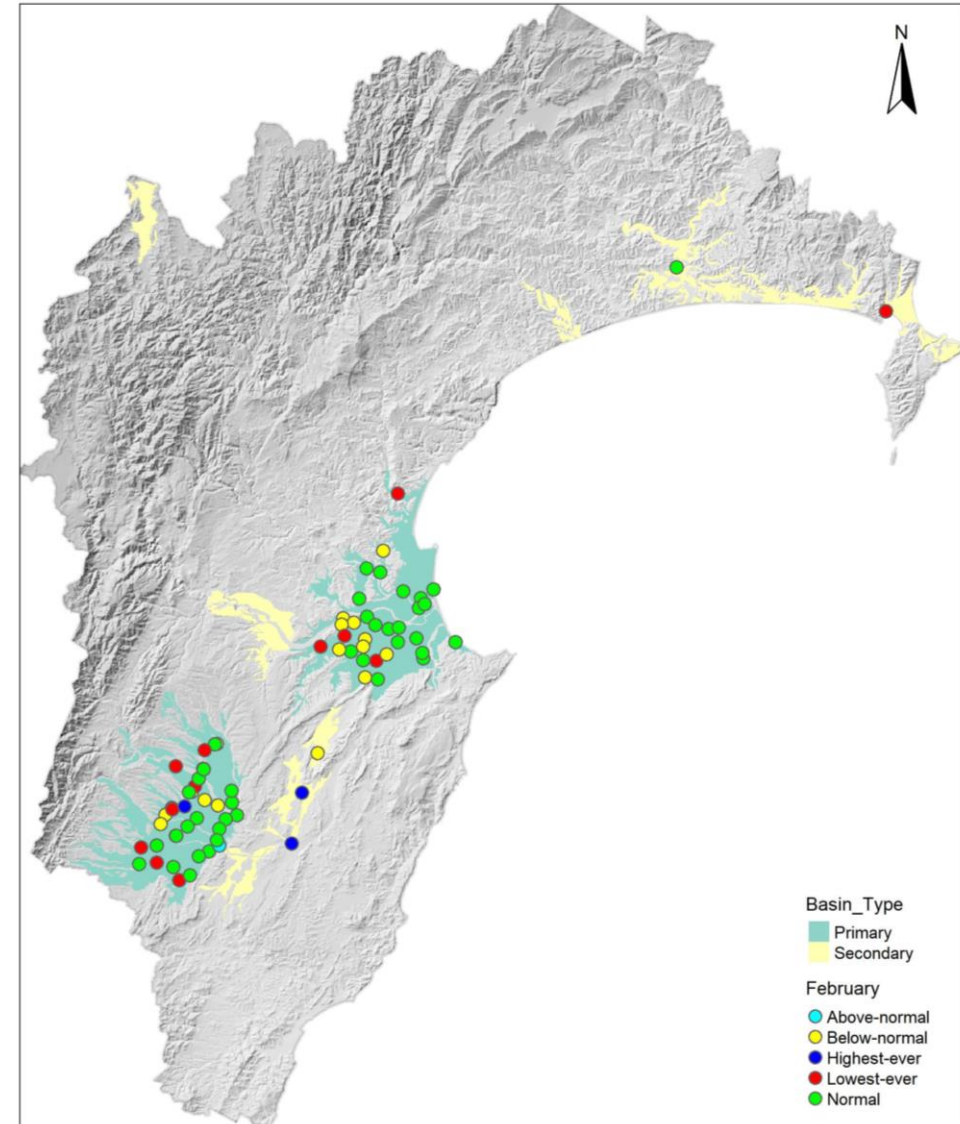 N
Basin_Type
Primary
Secondary
February
Above-normal
Below-normal
Highest-ever
Lowest-ever
Normal